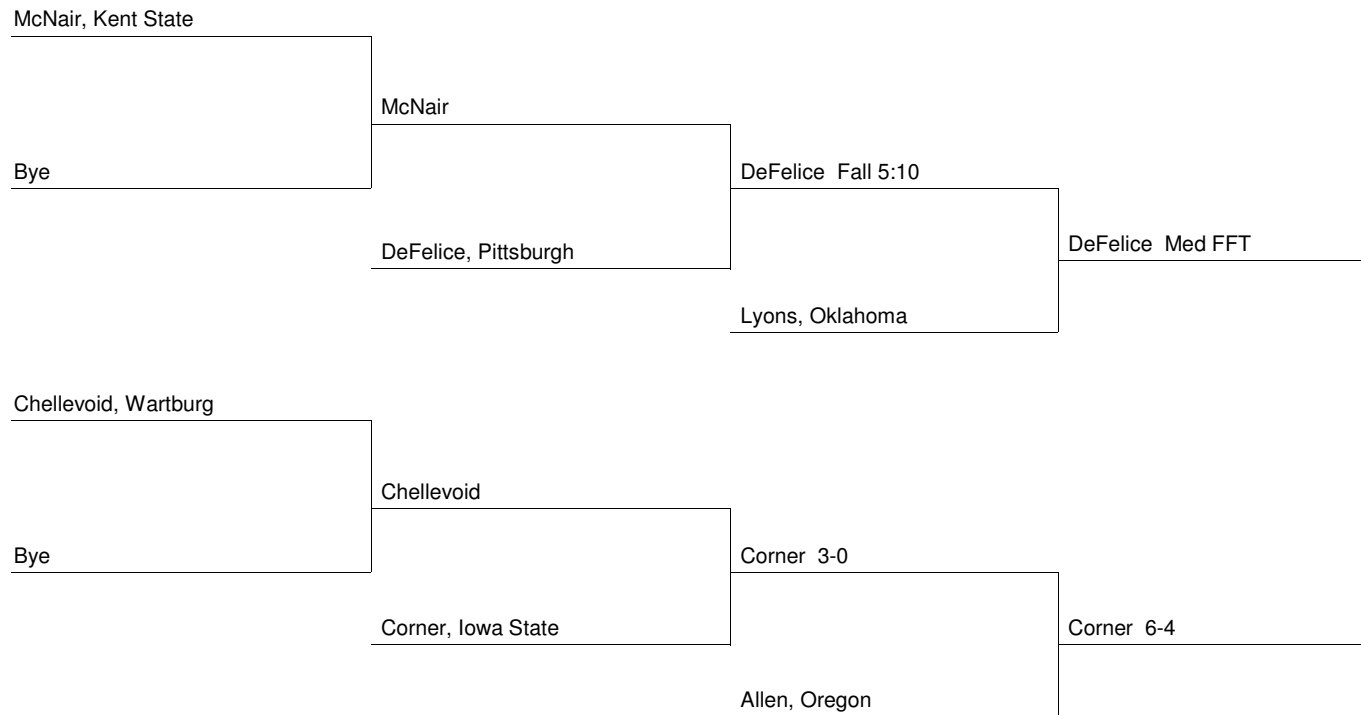 McNair, Kent State
McNair
Bye
DeFelice  Fall 5:10
DeFelice, Pittsburgh
DeFelice  Med FFT
Lyons, Oklahoma
Chellevoid, Wartburg
Chellevoid
Bye
Corner  3-0
Corner, Iowa State
Corner  6-4
Allen, Oregon